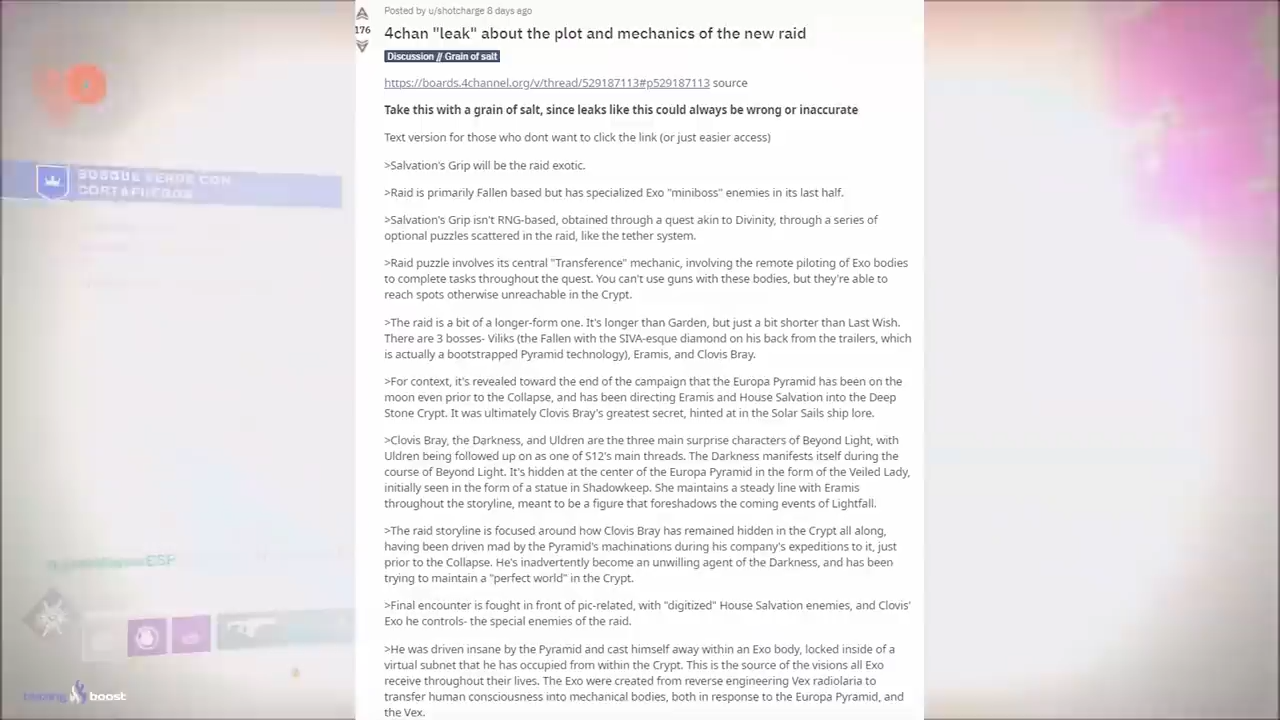 Posted by u/shotcharge 8 days ago
176
4chan "leak" about the plot and mechanics of the new raid
Discussion // Grain of salt
https://boards.4channel.org/v/thread/529187113#p529187113 source
Take this with a grain of salt, since leaks like this could always be wrong or inaccurate
Text version for those who dont want to click the link (or just easier access)
>Salvation's Grip will be the raid exotic.
>Raid is primarily Fallen based but has specialized Exo "miniboss" enemies in its last half.
>Salvation's Grip isn't RNG-based, obtained through a quest akin to Divinity, through a series of
optional puzzles scattered in the raid, like the tether system.
>Raid puzzle involves its central "Transference" mechanic, involving the remote piloting of Exo bodies
to complete tasks throughout the quest. You can't use guns with these bodies, but they're able to
reach spots otherwise unreachable in the Crypt.
>The raid is a bit of a longer-form one. It's longer than Garden, but just a bit shorter than Last Wish.
There are 3 bosses- Viliks (the Fallen with the SIVA-esque diamond on his back from the trailers, which
is actually a bootstrapped Pyramid technology), Eramis, and Clovis Bray.
>For context, it's revealed toward the end of the campaign that the Europa Pyramid has been on the
moon even prior to the Collapse, and has been directing Eramis and House Salvation into the Deep
Stone Crypt. It was ultimately Clovis Bray's greatest secret, hinted at in the Solar Sails ship lore.
>Clovis Bray, the Darkness, and Uldren are the three main surprise characters of Beyond Light, with
Uldren being followed up on as one of S12's main threads. The Darkness manifests itself during the
course of Beyond Light. It's hidden at the center of the Europa Pyramid in the form of the Veiled Lady,
initially seen in the form of a statue in Shadowkeep. She maintains a steady line with Eramis
throughout the storyline, meant to be a figure that foreshadows the coming events of Lightfall.
>The raid storyline is focused around how Clovis Bray has remained hidden in the Crypt all along,
having been driven mad by the Pyramid's machinations during his company's expeditions to it, just
prior to the Collapse. He's inadvertently become an unwilling agent of the Darkness, and has been
trying to maintain a "perfect world" in the Crypt.
>Final encounter is fought in front of pic-related, with "digitized" House Salvation enemies, and Clovis'
Exo he controls- the special enemies of the raid.
>He was driven insane by the Pyramid and cast himself away within an Exo body, locked inside of a
virtual subnet that he has occupied from within the Crypt. This is the source of the visions all Exo
receive throughout their lives. The Exo were created from reverse engineering Vex radiolaria to
transfer human consciousness into mechanical bodies, both in response to the Europa Pyramid, and
the Vex.
BOSQUE VERDE CON
CORTAFUEGOS
boost